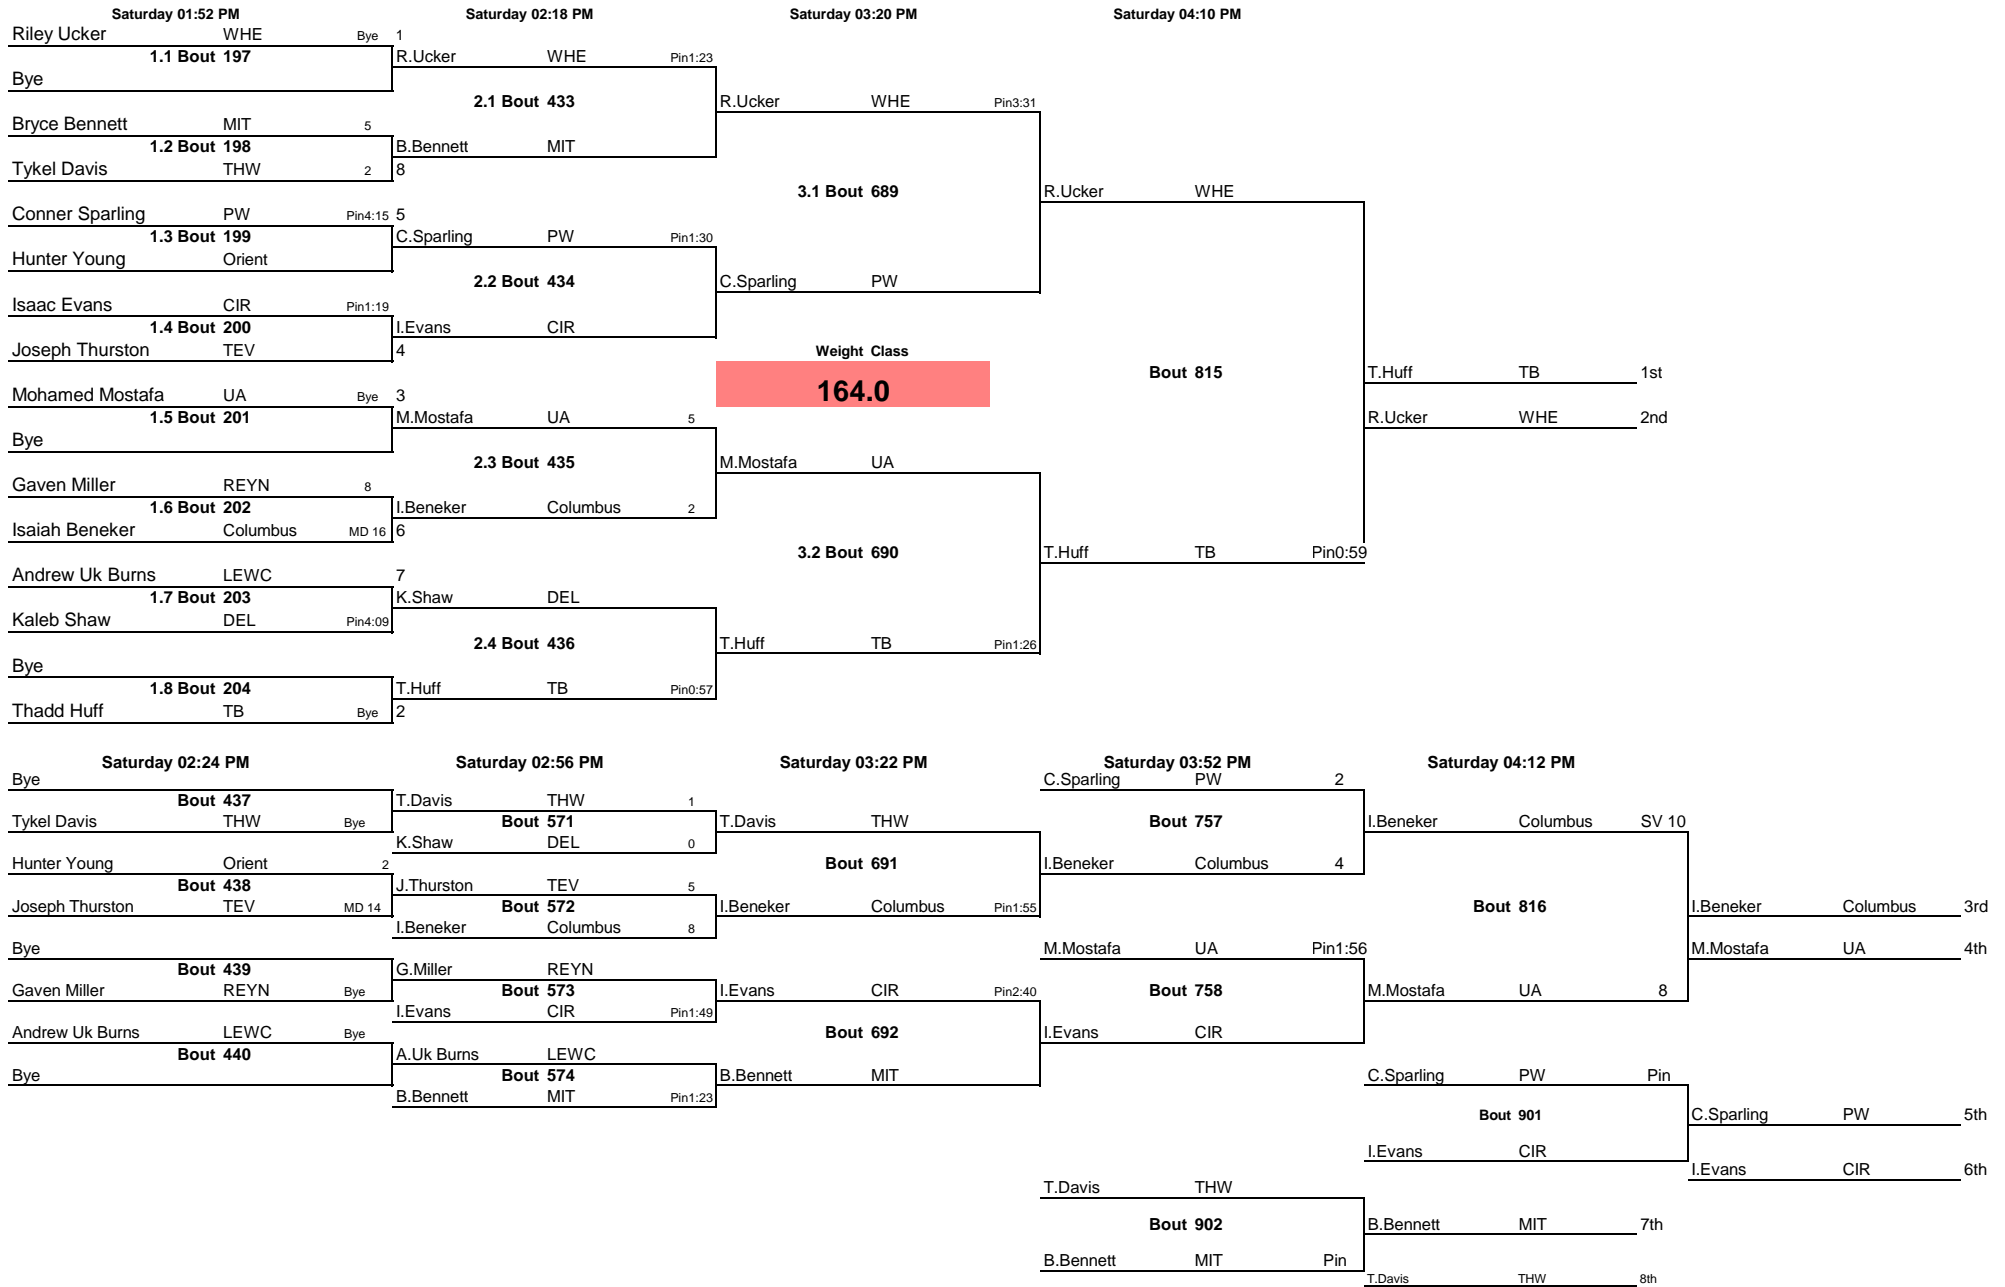 Saturday 01:52 PM Saturday 02:18 PM Saturday 03:20 PM Saturday 04:10 PM
Riley Ucker WHE Bye 1
1.1 Bout 197 R.Ucker WHE Pin1:23
Bye
2.1 Bout 433 R.Ucker WHE Pin3:31
Bryce Bennett MIT 5
1.2 Bout 198 B.Bennett MIT
Tykel Davis THW 2 8
3.1 Bout 689 R.Ucker WHE
Conner Sparling PW Pin4:15 5
1.3 Bout 199 C.Sparling PW Pin1:30
Hunter Young Orient
2.2 Bout 434 C.Sparling PW
Isaac Evans CIR Pin1:19
1.4 Bout 200 I.Evans CIR
Joseph Thurston TEV 4 Weight Class
Bout 815 T.Huff TB 1st
Mohamed Mostafa UA Bye 3 164.0
1.5 Bout 201 M.Mostafa UA 5 R.Ucker WHE 2nd
Bye
2.3 Bout 435 M.Mostafa UA
Gaven Miller REYN 8
1.6 Bout 202 I.Beneker Columbus 2
Isaiah Beneker Columbus MD 16 6
3.2 Bout 690 T.Huff TB Pin0:59
Andrew Uk Burns LEWC 7
1.7 Bout 203 K.Shaw DEL
Kaleb Shaw DEL Pin4:09
2.4 Bout 436 T.Huff TB Pin1:26
Bye
1.8 Bout 204 T.Huff TB Pin0:57
Thadd Huff TB Bye 2
Saturday 02:24 PM Saturday 02:56 PM Saturday 03:22 PM Saturday 03:52 PM Saturday 04:12 PM
Bye C.Sparling PW 2
Bout 437 T.Davis THW 1
Tykel Davis THW Bye Bout 571 T.Davis THW Bout 757 I.Beneker Columbus SV 10
K.Shaw DEL 0
Hunter Young Orient 2 Bout 691 I.Beneker Columbus 4
Bout 438 J.Thurston TEV 5
Joseph Thurston TEV MD 14 Bout 572 I.Beneker Columbus Pin1:55 Bout 816 I.Beneker Columbus 3rd
I.Beneker Columbus 8
Bye M.Mostafa UA Pin1:56 M.Mostafa UA 4th
Bout 439 G.Miller REYN
Gaven Miller REYN Bye Bout 573 I.Evans CIR Pin2:40 Bout 758 M.Mostafa UA 8
I.Evans CIR Pin1:49
Andrew Uk Burns LEWC Bye Bout 692 I.Evans CIR
Bout 440 A.Uk Burns LEWC
Bye Bout 574 B.Bennett MIT C.Sparling PW Pin
B.Bennett MIT Pin1:23
Bout 901 C.Sparling PW 5th
I.Evans CIR
I.Evans CIR 6th
T.Davis THW
Bout 902 B.Bennett MIT 7th
B.Bennett MIT Pin
T.Davis THW 8th